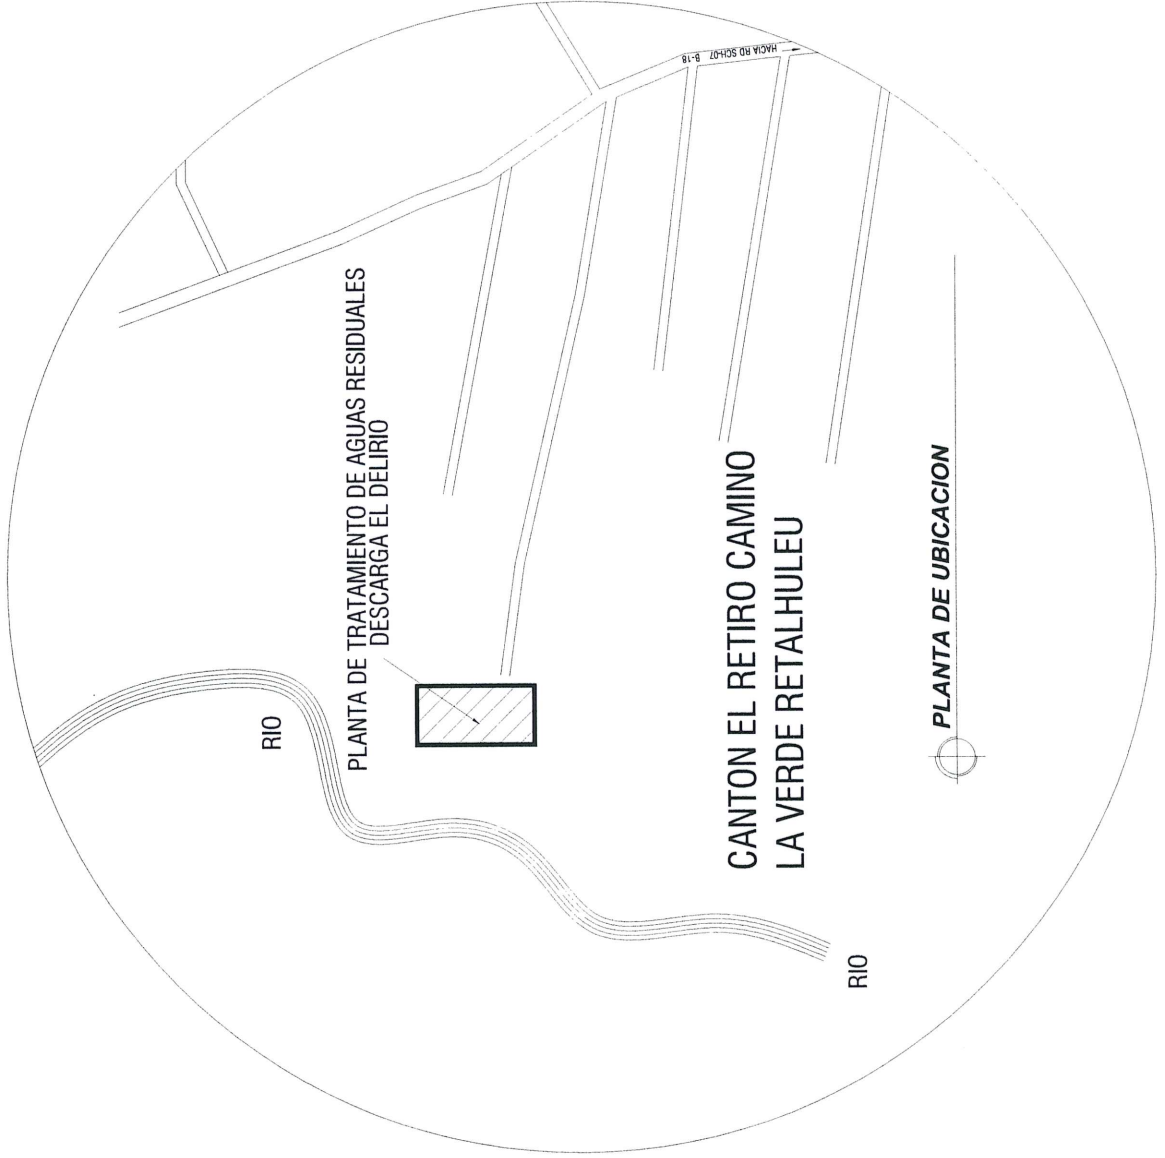 HACIA RD SCH-07 B-18
PLANTA DE TRATAMIENTO DE AGUAS RESIDUALES
DESCARGA EL DELIRIO
RIO
CANTON EL RETIRO CAMINO
LA VERDE RETALHULEU
RIO
PLANTA DE UBICACION